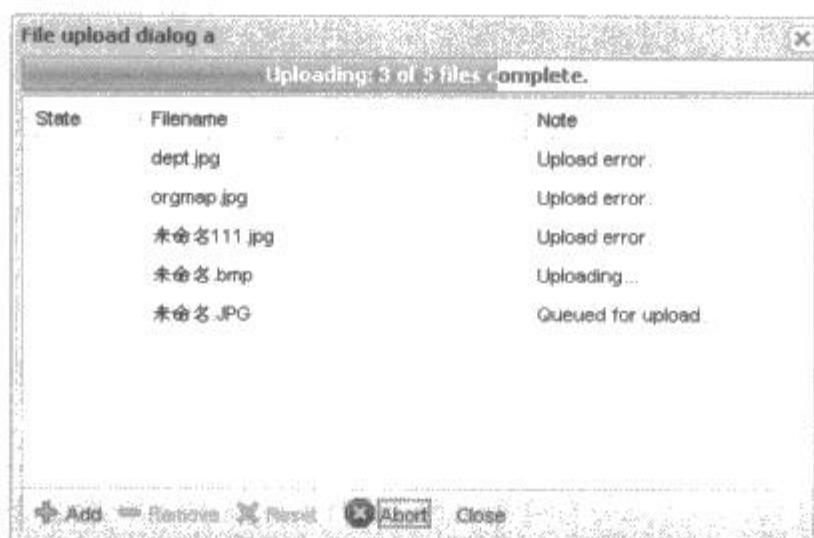 File upload dialog a
Uploading: 3 of 5 files complete.
State Filename Note
dept.jpg Upload error.
orgmap.jpg Upload error.
未命名111.jpg Upload error.
未命名.bmp Uploading...
未命名.JPG Queued for upload.
Add Remove Reset Abort Close